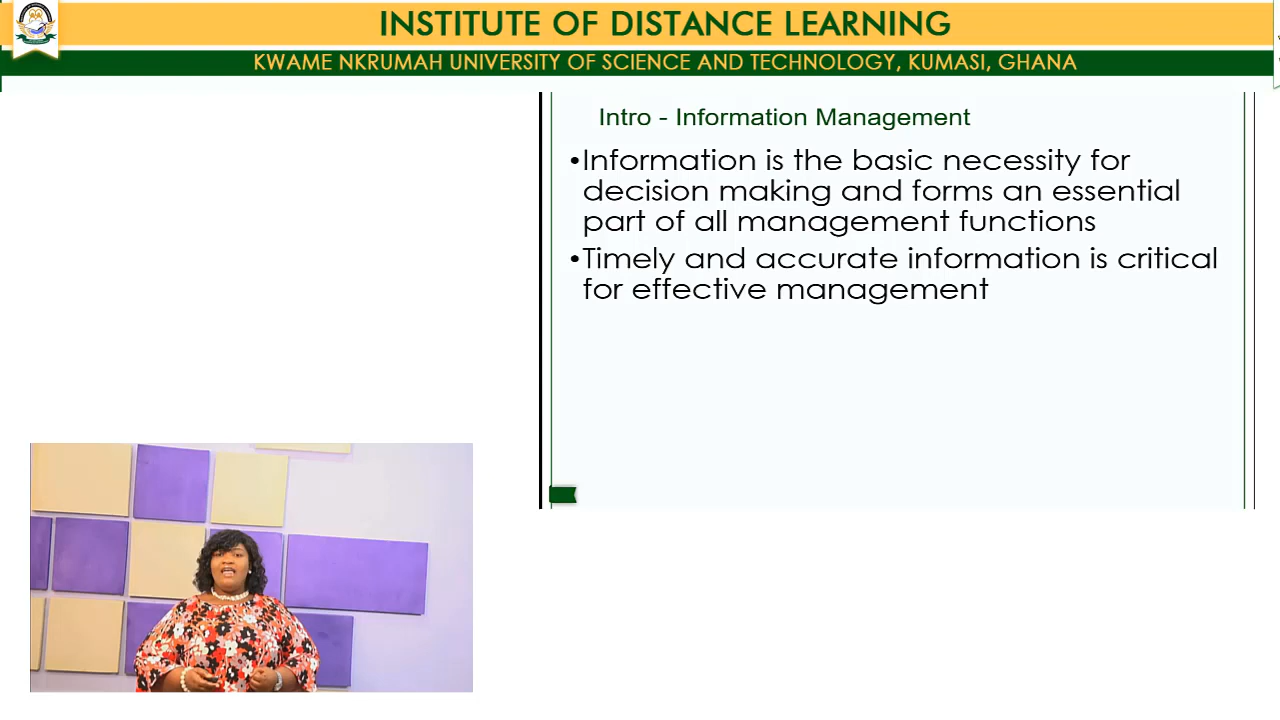 INSTITUTE OF DISTANCE LEARNING
KWAME NKRUMAH UNIVERSITY OF SCIENCE AND TECHNOLOGY, KUMASI, GHANA
Intro - Information Management
•Information is the basic necessity for
decision making and forms an essential
part of all management functions
•Timely and accurate information is critical
for effective management